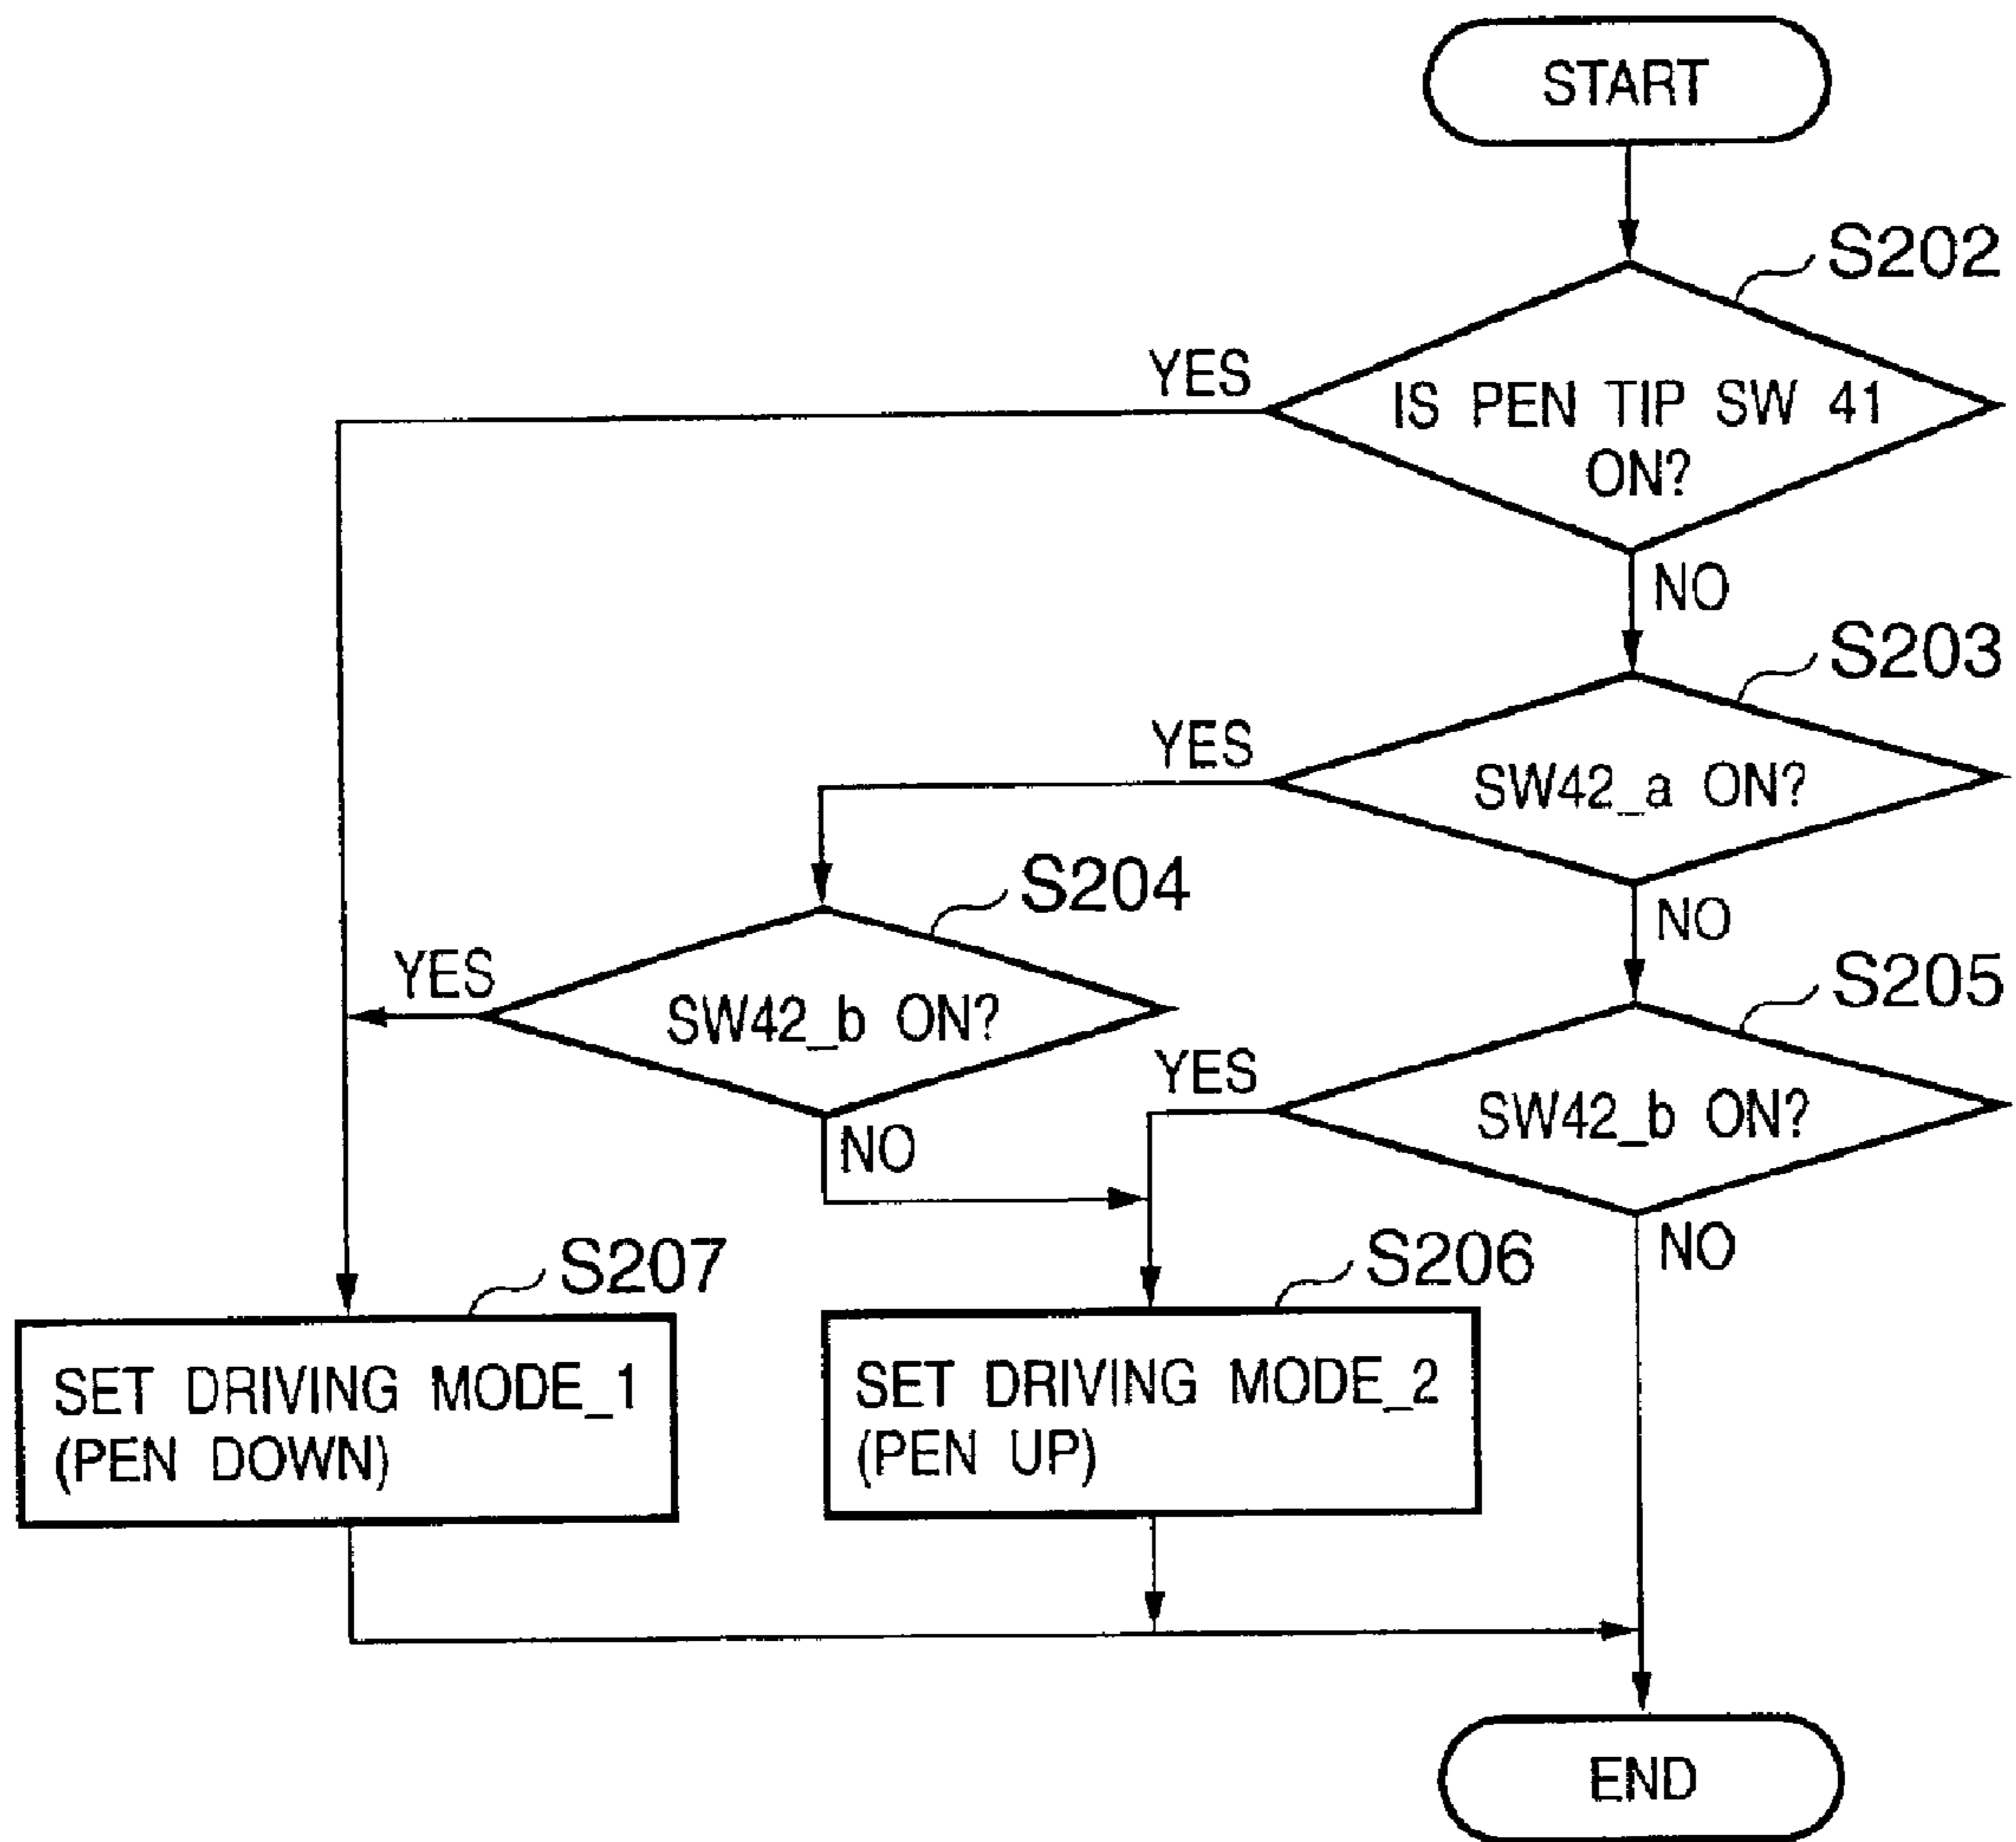 START
S202
YES
IS PEN TIP SW 41
ON?
NO
S203
YES
SW42_a ON?
NO
S204
YES
SW42_b ON?
NO
S205
YES
SW42_b ON?
NO
S207
SET DRIVING MODE_1
(PEN DOWN)
S206
SET DRIVING MODE_2
(PEN UP)
END